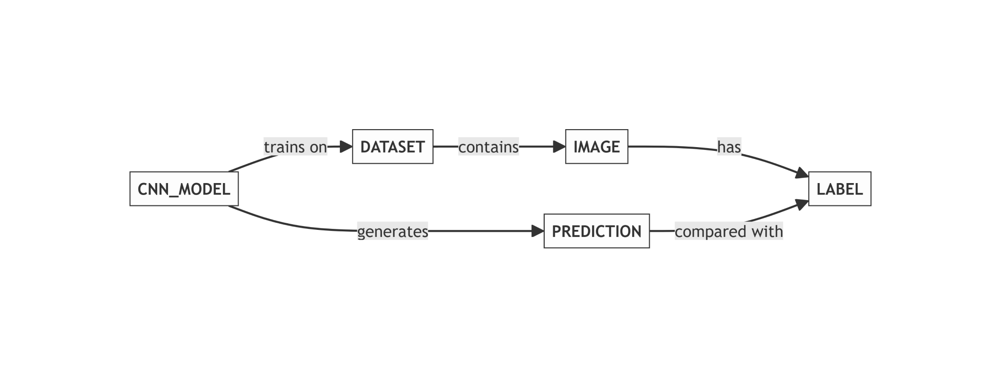 trains on
DATASET
contains
IMAGE
has
CNN_MODEL
LABEL
generates
PREDICTION
compared with